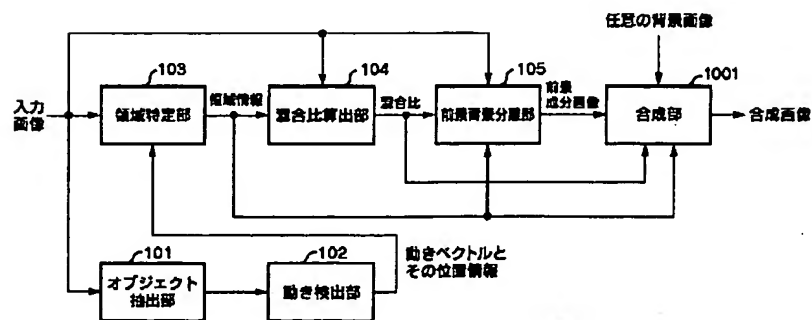 任意の背景画像
103
104
105
1001
入力
画像
領域特定部
領域情報
混合比算出部
混合比
前景背景分離部
前景
成分画像
合成部
合成画像
101
102
オブジェクト
抽出部
動き検出部
動きベクトルと
その位置情報